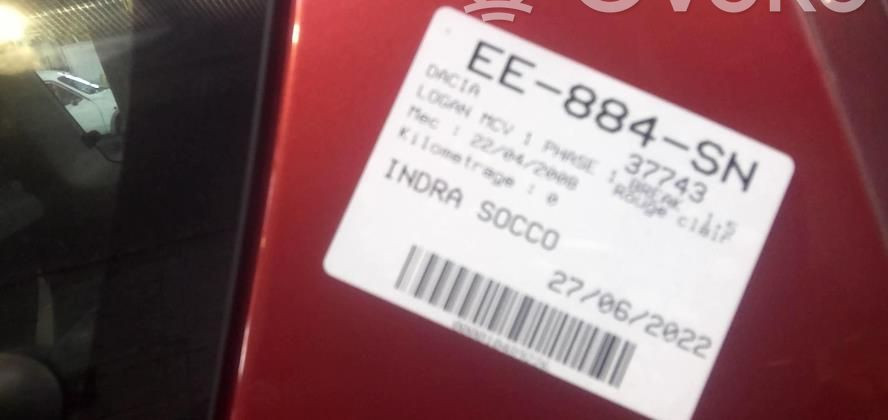 EE-884-SN
DACIA 37743
LOGAN MCV 1 PHASE : BREAK 1.5
Mec : 22/04/2008 ROUGE clair
Kilometrage : 0
INDRA SOCCO
27/06/2022